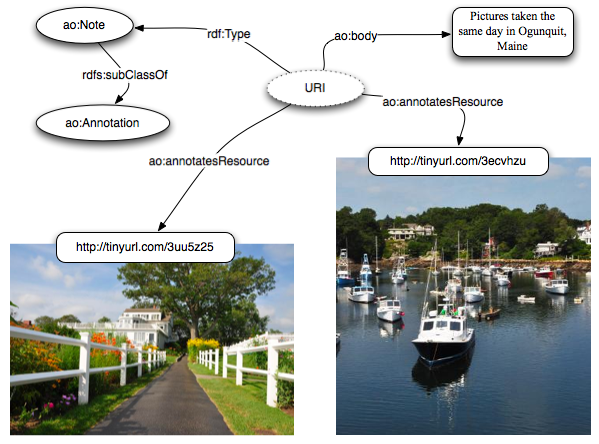 ao:Note
rdf:Type
ao:body
Pictures taken the
same day in Ogunquit,
Maine
rdfs:subClassOf
URI
ao:annotatesResource
ao:Annotation
ao:annotatesResource
http://tinyurl.com/3ecvhzu
http://tinyurl.com/3uu5z25